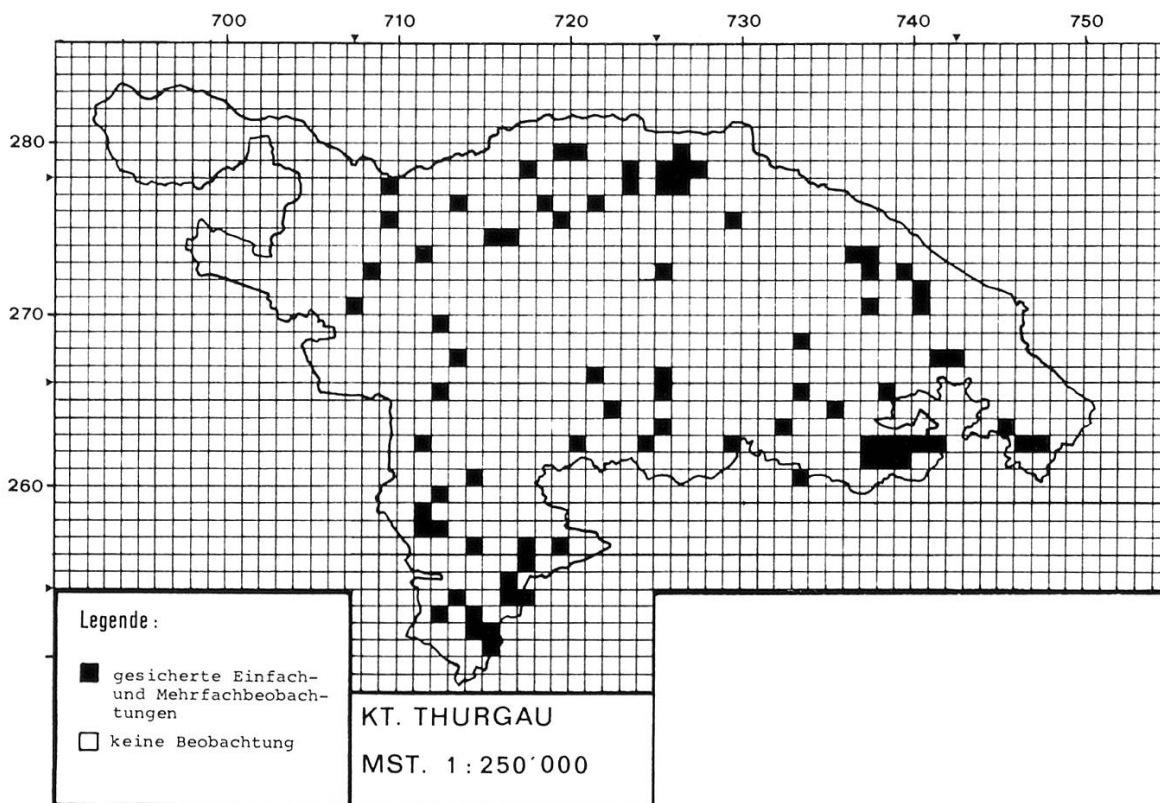 700 710 720 730 740 750
280
270
260
Legende :
gesicherte Einfach-
und Mehrfachbeobach-
tungen
keine Beobachtung
KT. THURGAU
MST. 1 : 250'000